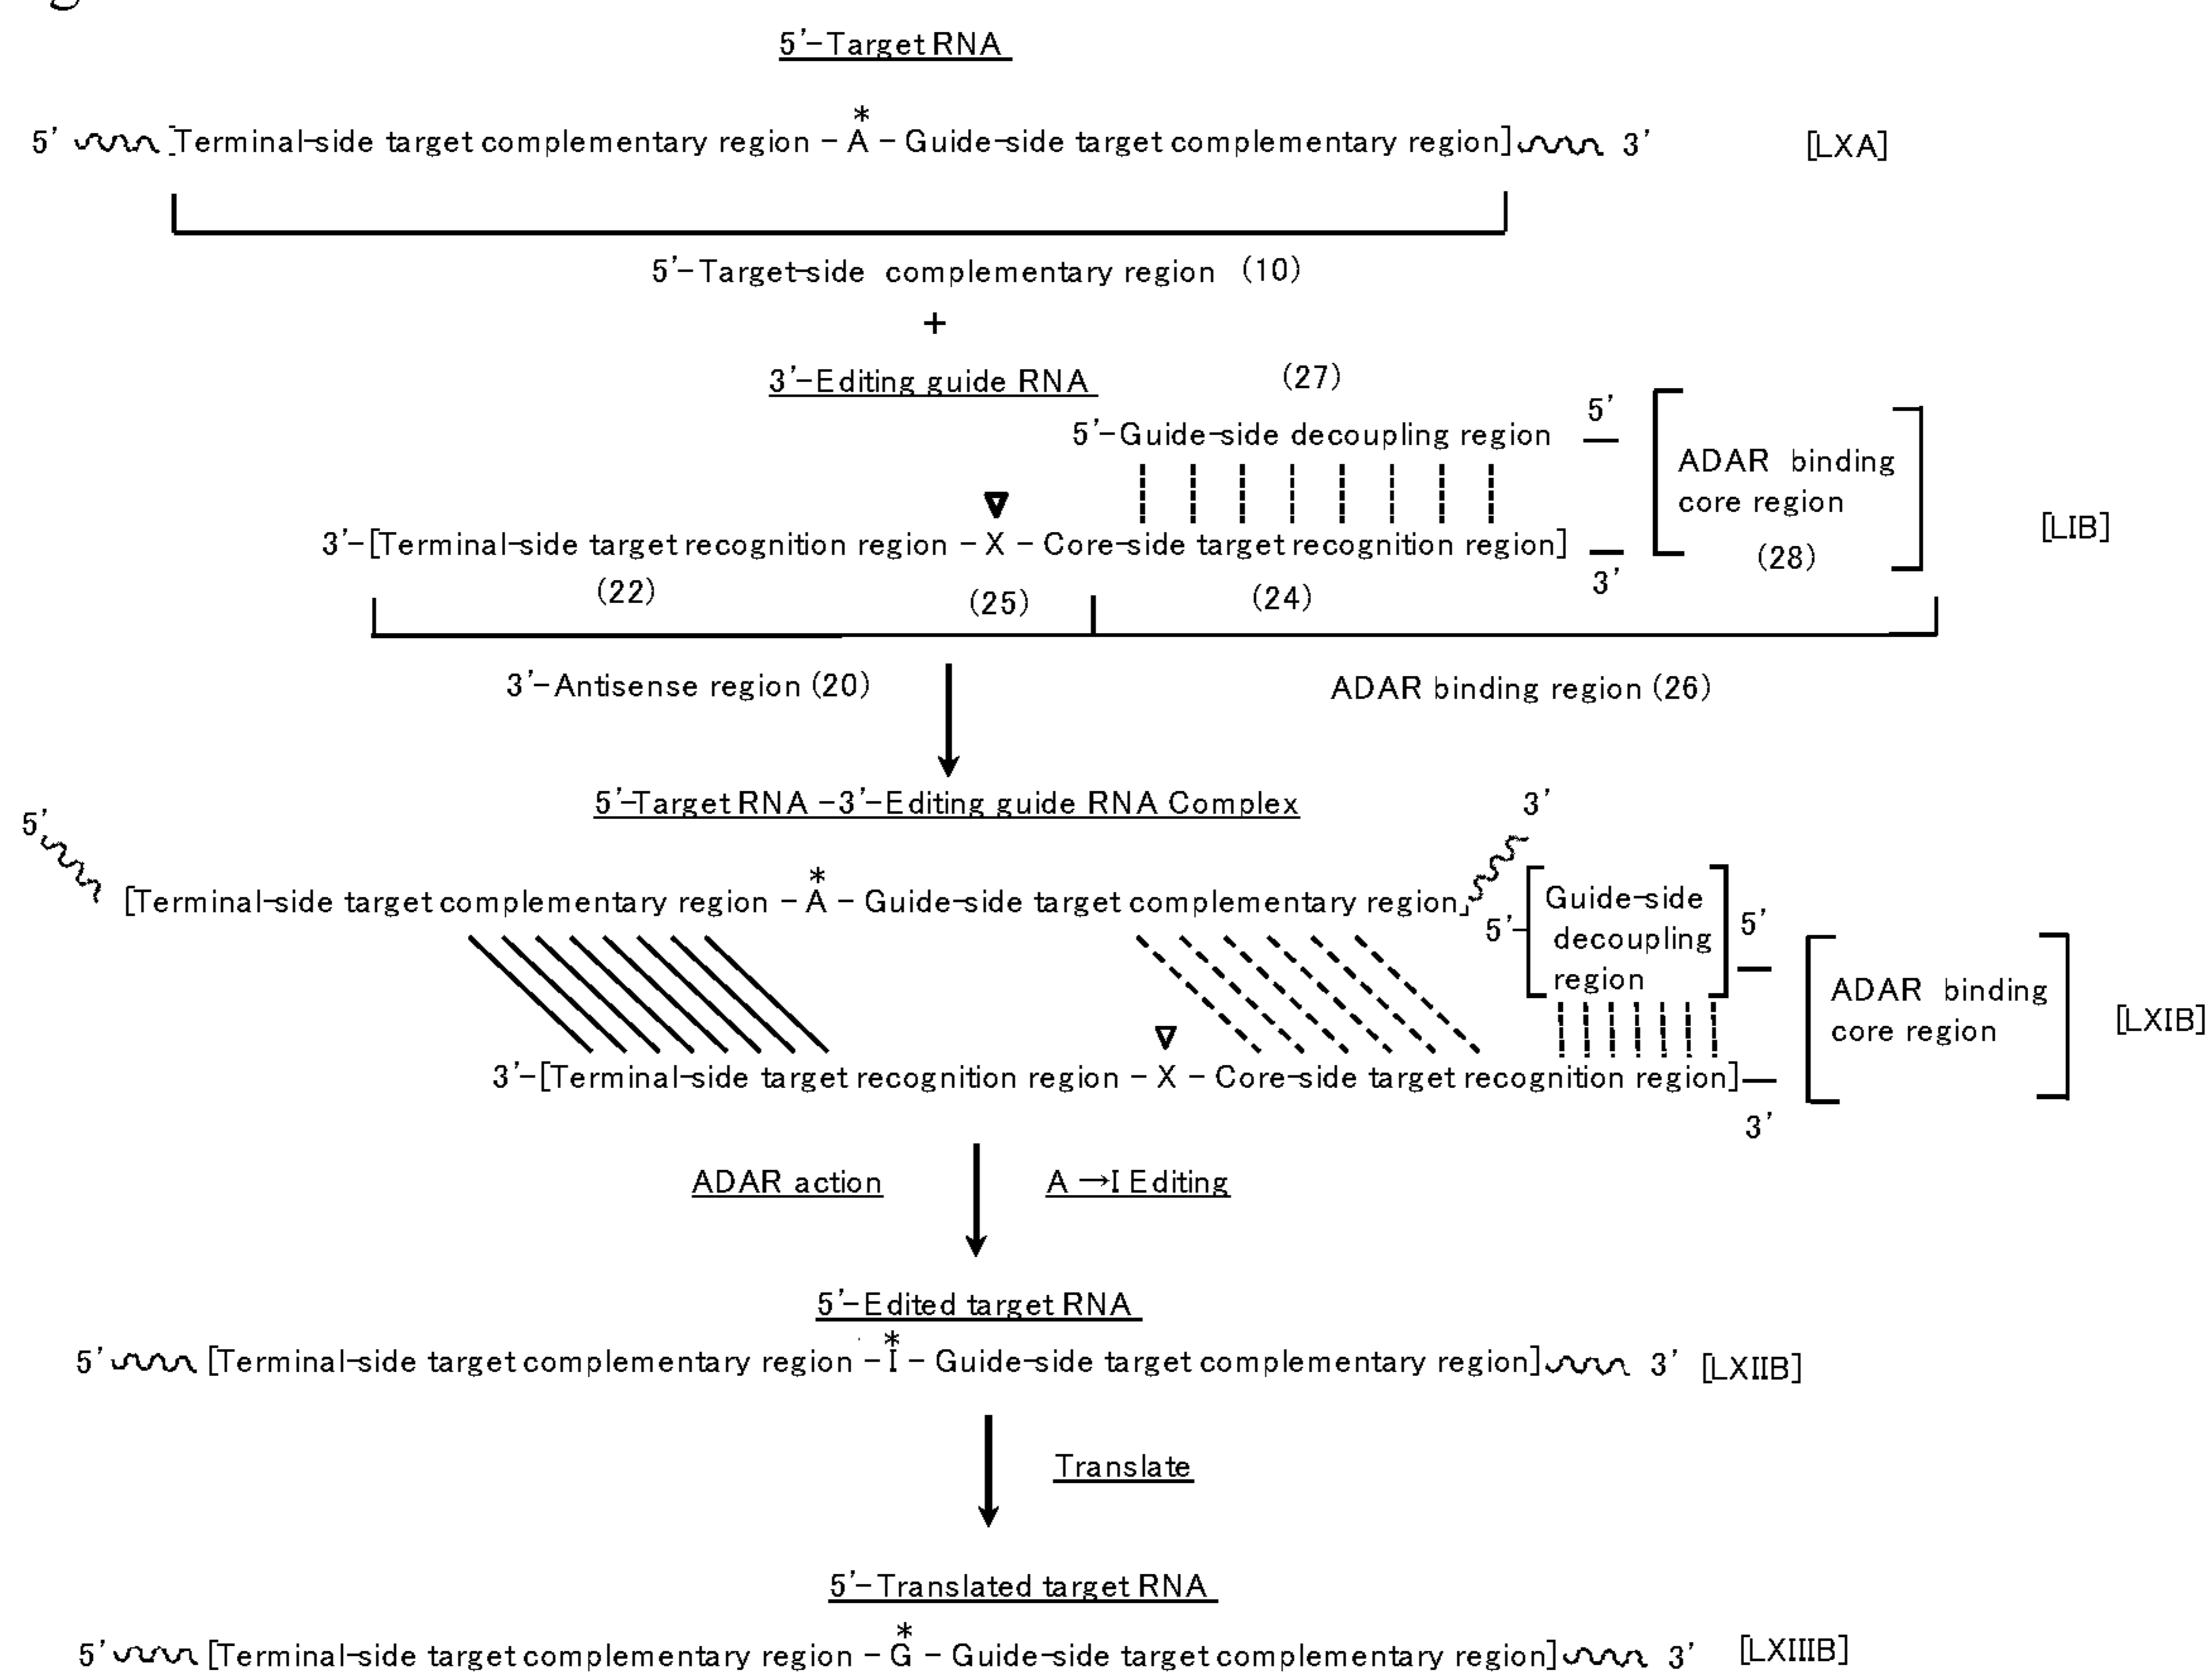 5'-Target RNA
*
5' [Terminal-side target complementary region - A - Guide-side target complementary region] 3' [LXA]
5'-Target-side complementary region (10)
+
3'-Editing guide RNA (27)
5'-Guide-side decoupling region 5'
ADAR binding
core region
(28)
3'-[Terminal-side target recognition region - X - Core-side target recognition region] 3' [LIB]
(22) (25) (24)
3'-Antisense region (20) ADAR binding region (26)
5'-Target RNA -3'-Editing guide RNA Complex
5' 3'
*
[Terminal-side target complementary region - A - Guide-side target complementary region]
5'- [Guide-side
decoupling
region] 5'
ADAR binding
core region
[LXIB]
3'-[Terminal-side target recognition region - X - Core-side target recognition region] 3'
ADAR action A →I Editing
5'-Edited target RNA
*
5' [Terminal-side target complementary region - I - Guide-side target complementary region] 3' [LXIIB]
Translate
5'-Translated target RNA
*
5' [Terminal-side target complementary region - G - Guide-side target complementary region] 3' [LXIIIB]